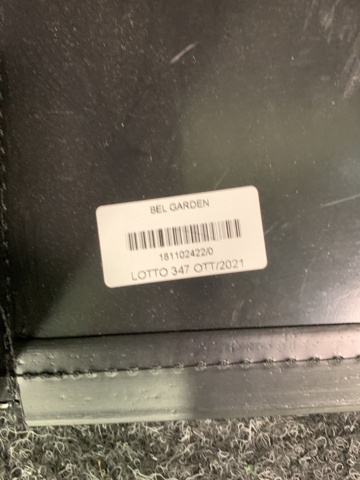 BEL GARDEN
181102422/0
LOTTO 347 OTT/2021